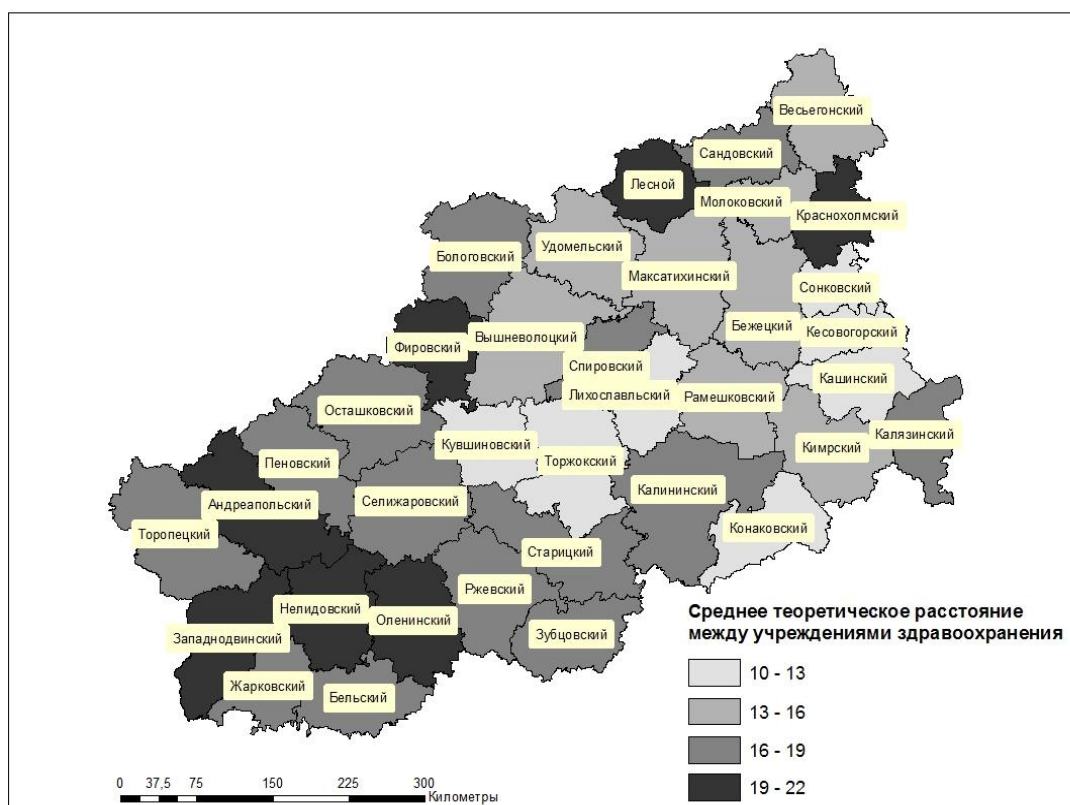 Весьегонский
Сандовский
Лесной
Молоковский
Краснохолмский
Удомельский
Бологовский
Максатихинский
Сонковский
Бежецкий
Кесовогорский
Вышневолоцкий
Фировский
Спировский
Кашинский
Лихославльский
Рамешковский
Осташковский
Кувшиновский
Кимрский
Калязинский
Торжокский
Пеновский
Калининский
Андреапольский
Селижаровский
Конаковский
Торопецкий
Старицкий
Ржевский
Нелидовский
Оленинский
Западнодвинский
Зубцовский
Жарковский
Бельский
Среднее теоретическое расстояние
между учреждениями здравоохранения
10 - 13
13 - 16
16 - 19
19 - 22
0 37,5 75 150 225 300
Километры